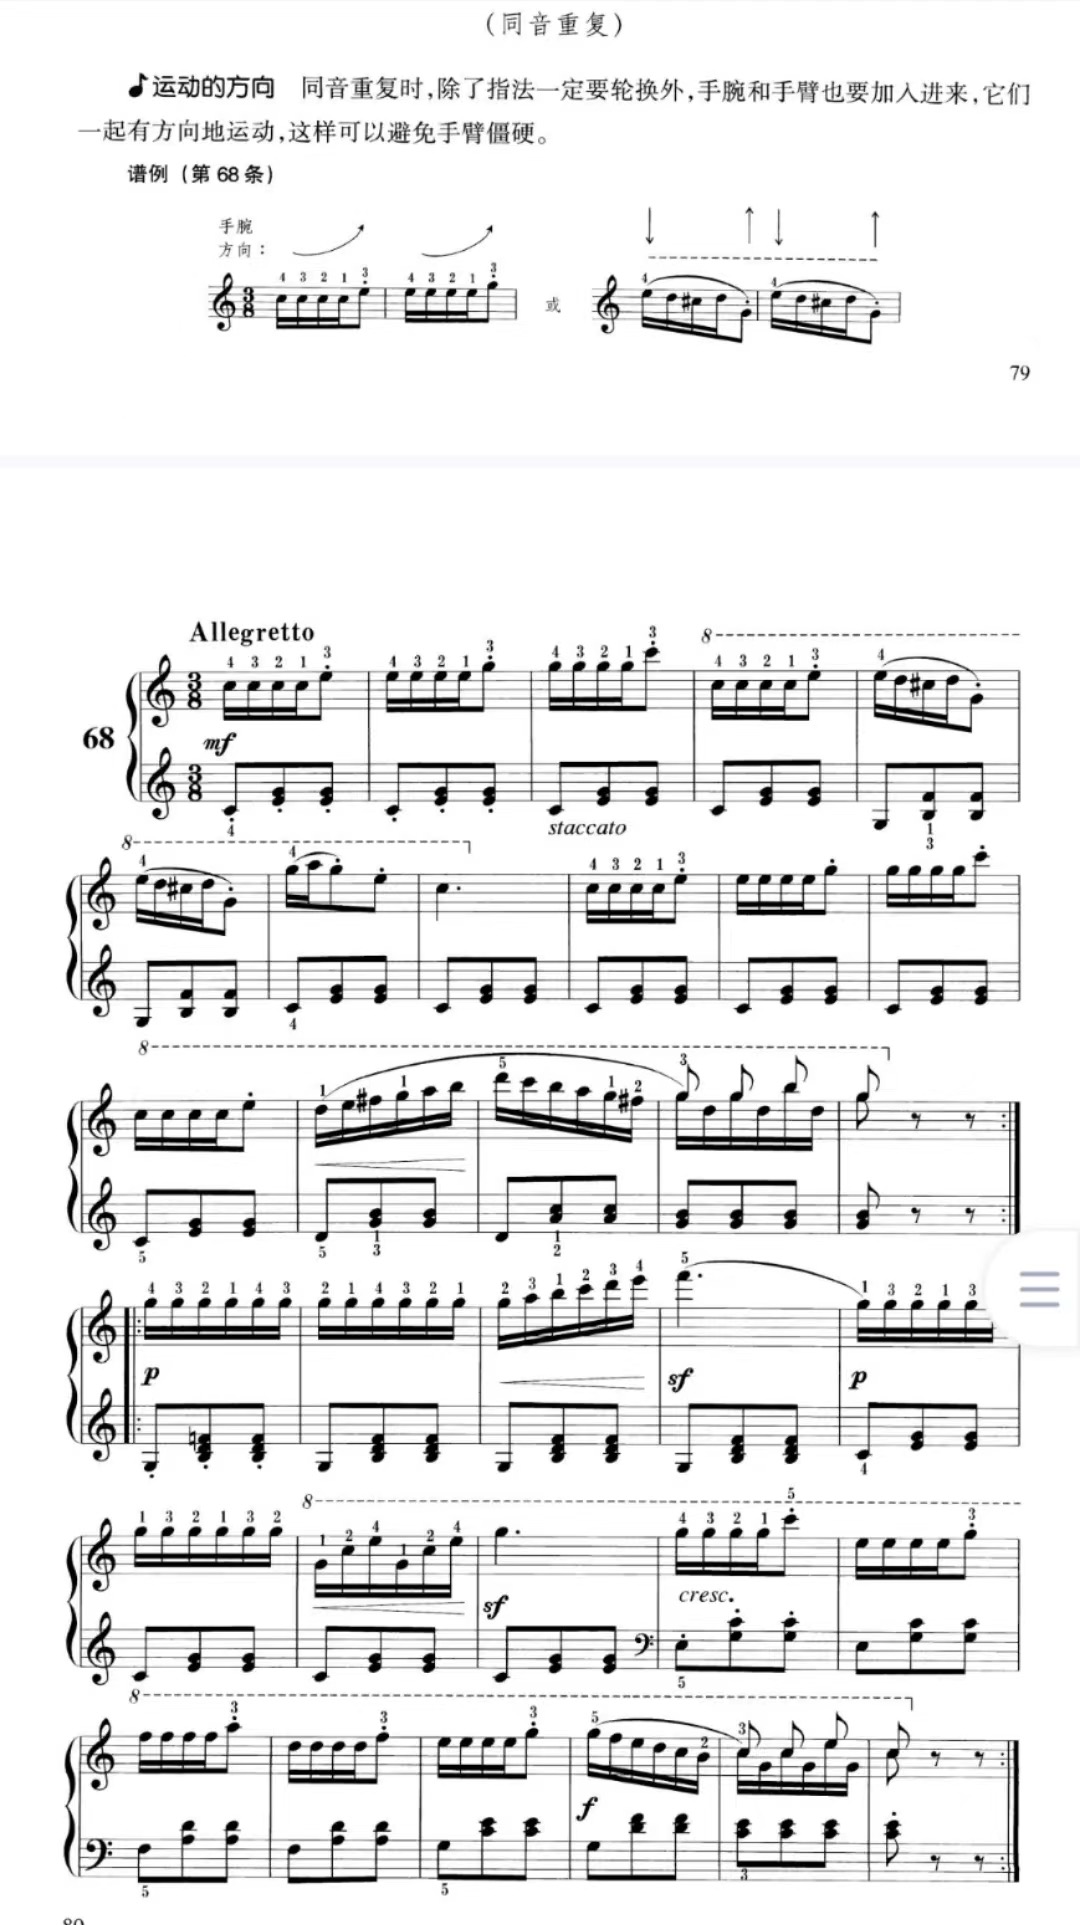 （同音重复）
运动的方向 同音重复时，除了指法一定要轮换外，手腕和手臂也要加入进来，它们
一起有方向地运动，这样可以避免手臂僵硬。
谱例（第 68 条）
手腕
方向：
4 3 2 1 3 4 3 2 1 3 4 4
3 8 或
79
Allegretto
4 3 2 1 3 4 3 2 1 3 4 3 2 1 3 8 4 3 2 1 3 4
68
3 8
mf
3 8
4 staccato 1 3
8 4 4 4 3 2 1 3
4
8 1 1 5 1 2 3
5 5 1 3 1 2
4 3 2 1 4 3 2 1 4 3 2 1 2 3 1 2 3 4 5 1 3 2 1 3
p sf p
4
1 3 2 1 3 2 8 1 2 4 1 2 4 4 3 2 1 5 3
sf cresc.
5
8 3 3 3 5 2 3
f
5 5 3